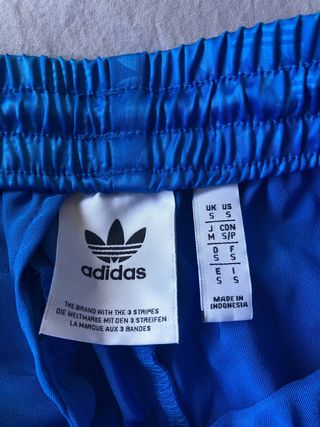 adidas
THE BRAND WITH THE 3 STRIPES
DIE WELTMARKE MIT DEN 3 STREIFEN
LA MARQUE AUX 3 BANDES
UK US
S S
J CDN
M S/P
D F
S S
E I
S S
MADE IN
INDONESIA